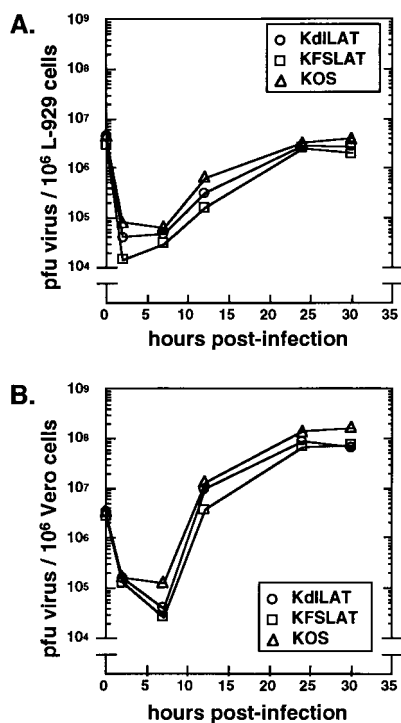 A.
pfu virus / 10⁶ L-929 cells
10⁹
10⁸
10⁷
10⁶
10⁵
10⁴
KdlLAT
KFSLAT
KOS
0 5 10 15 20 25 30 35
hours post-infection
B.
pfu virus / 10⁶ Vero cells
10⁹
10⁸
10⁷
10⁶
10⁵
10⁴
KdlLAT
KFSLAT
KOS
0 5 10 15 20 25 30 35
hours post-infection